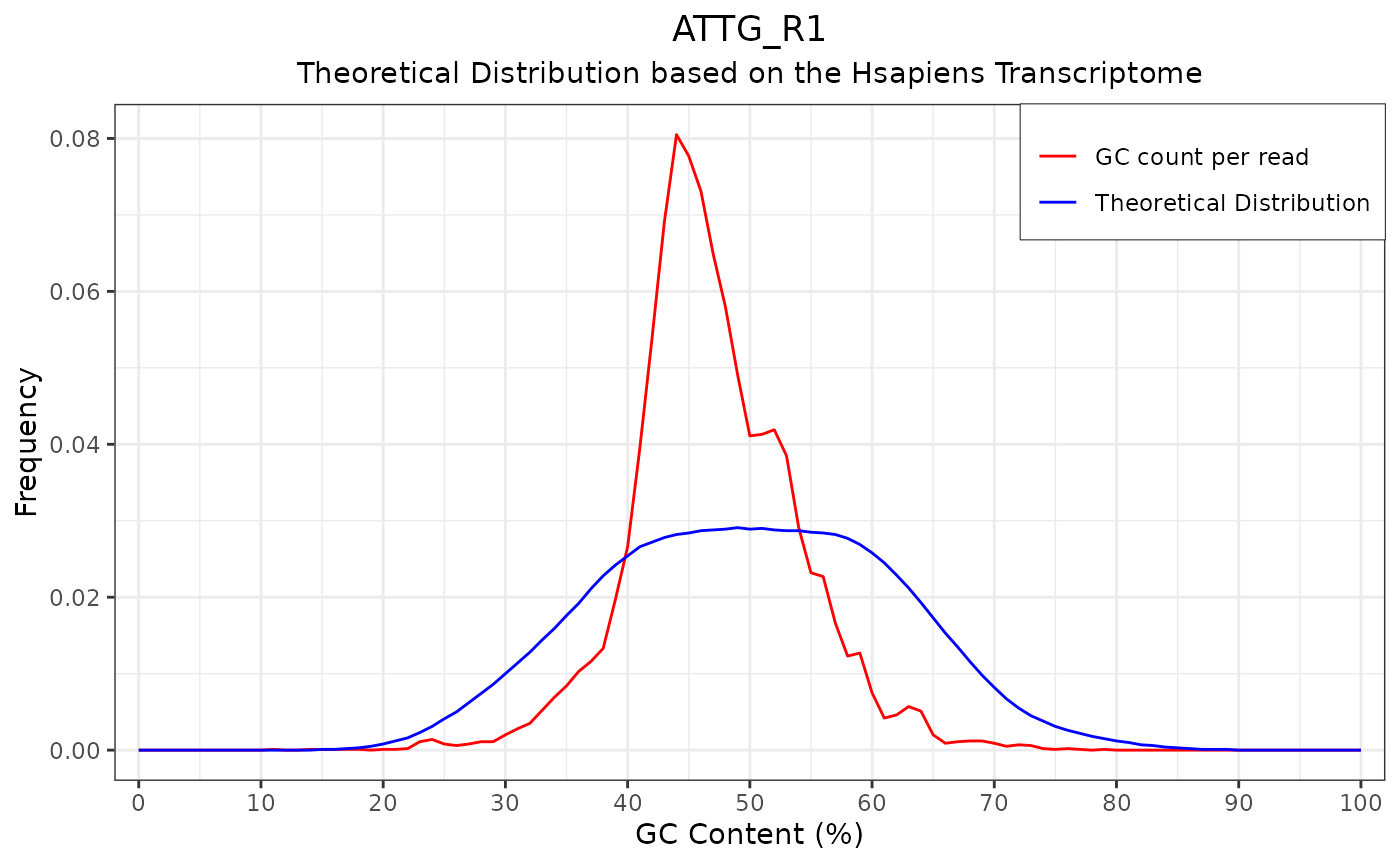 ATTG_R1
Theoretical Distribution based on the Hsapiens Transcriptome
GC count per read
Theoretical Distribution
0.08
0.06
0.04
0.02
0.00
Frequency
0 10 20 30 40 50 60 70 80 90 100
GC Content (%)